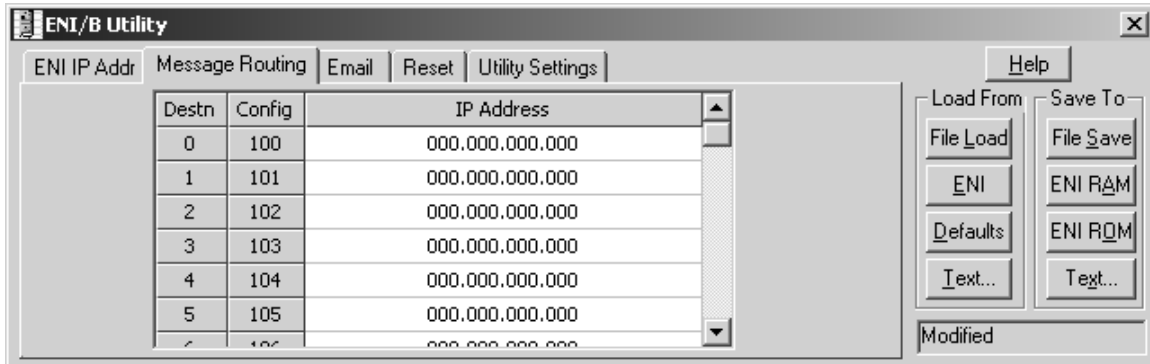 ENI/B Utility
ENI IP Addr Message Routing Email Reset Utility Settings
Help
Destn Config IP Address
0 100 000.000.000.000
1 101 000.000.000.000
2 102 000.000.000.000
3 103 000.000.000.000
4 104 000.000.000.000
5 105 000.000.000.000
Load From
File Load
ENI
Defaults
Text...
Save To
File Save
ENI RAM
ENI ROM
Text...
Modified